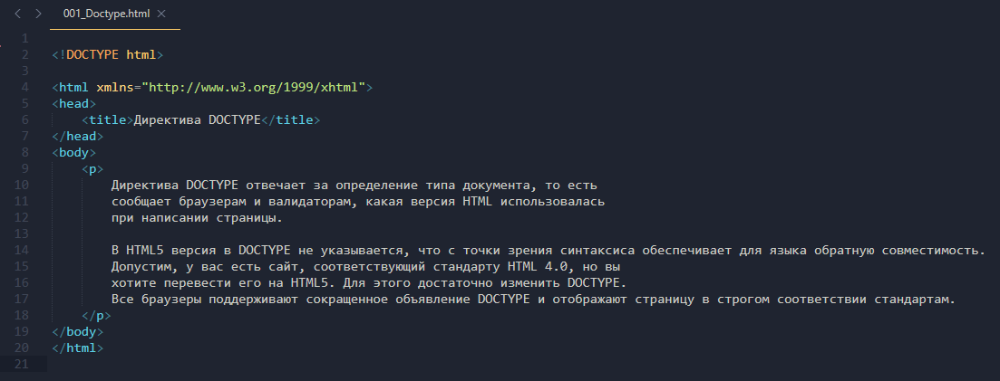 001_Doctype.html
1
2 <!DOCTYPE html>
3
4 <html xmlns="http://www.w3.org/1999/xhtml">
5 <head>
6 <title>Директива DOCTYPE</title>
7 </head>
8 <body>
9 <p>
10 Директива DOCTYPE отвечает за определение типа документа, то есть
11 сообщает браузерам и валидаторам, какая версия HTML использовалась
12 при написании страницы.
13
14 В HTML5 версия в DOCTYPE не указывается, что с точки зрения синтаксиса обеспечивает для языка обратную совместимость.
15 Допустим, у вас есть сайт, соответствующий стандарту HTML 4.0, но вы
16 хотите перевести его на HTML5. Для этого достаточно изменить DOCTYPE.
17 Все браузеры поддерживают сокращенное объявление DOCTYPE и отображают страницу в строгом соответствии стандартам.
18 </p>
19 </body>
20 </html>
21